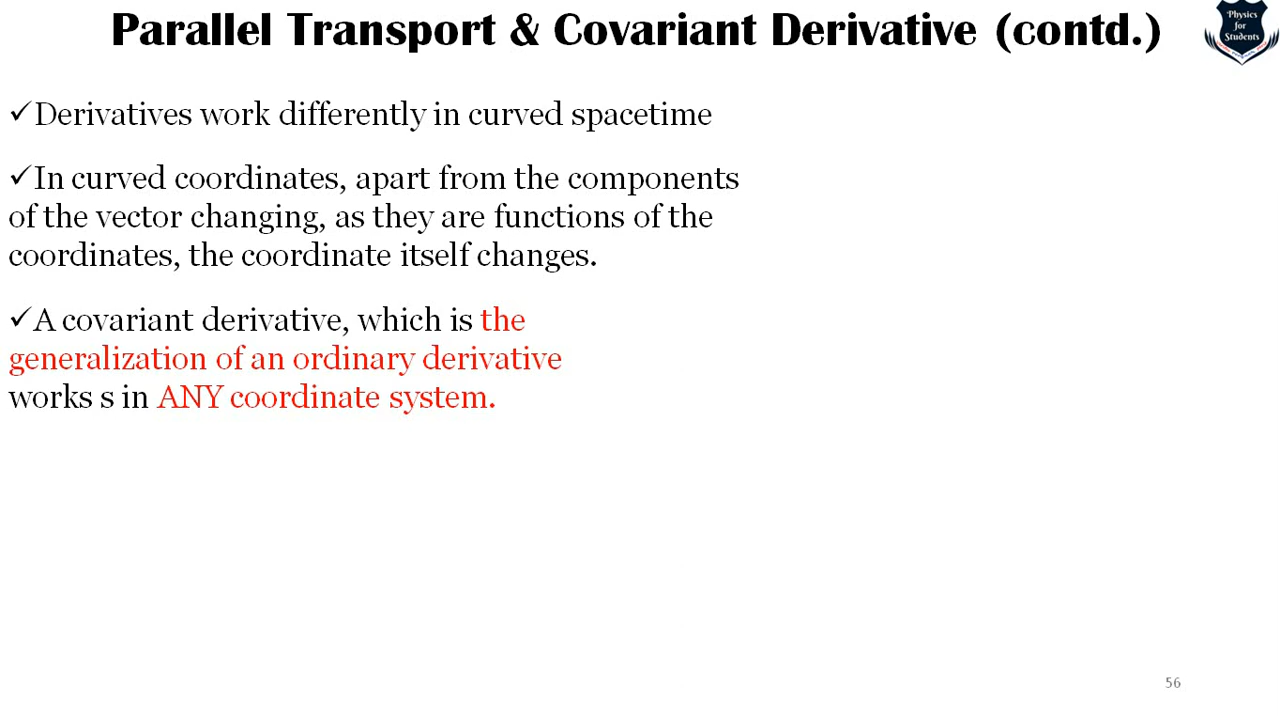 Parallel Transport & Covariant Derivative (contd.)
Physics
for
Students
✓Derivatives work differently in curved spacetime
✓In curved coordinates, apart from the components
of the vector changing, as they are functions of the
coordinates, the coordinate itself changes.
✓A covariant derivative, which is the
generalization of an ordinary derivative
works s in ANY coordinate system.
56